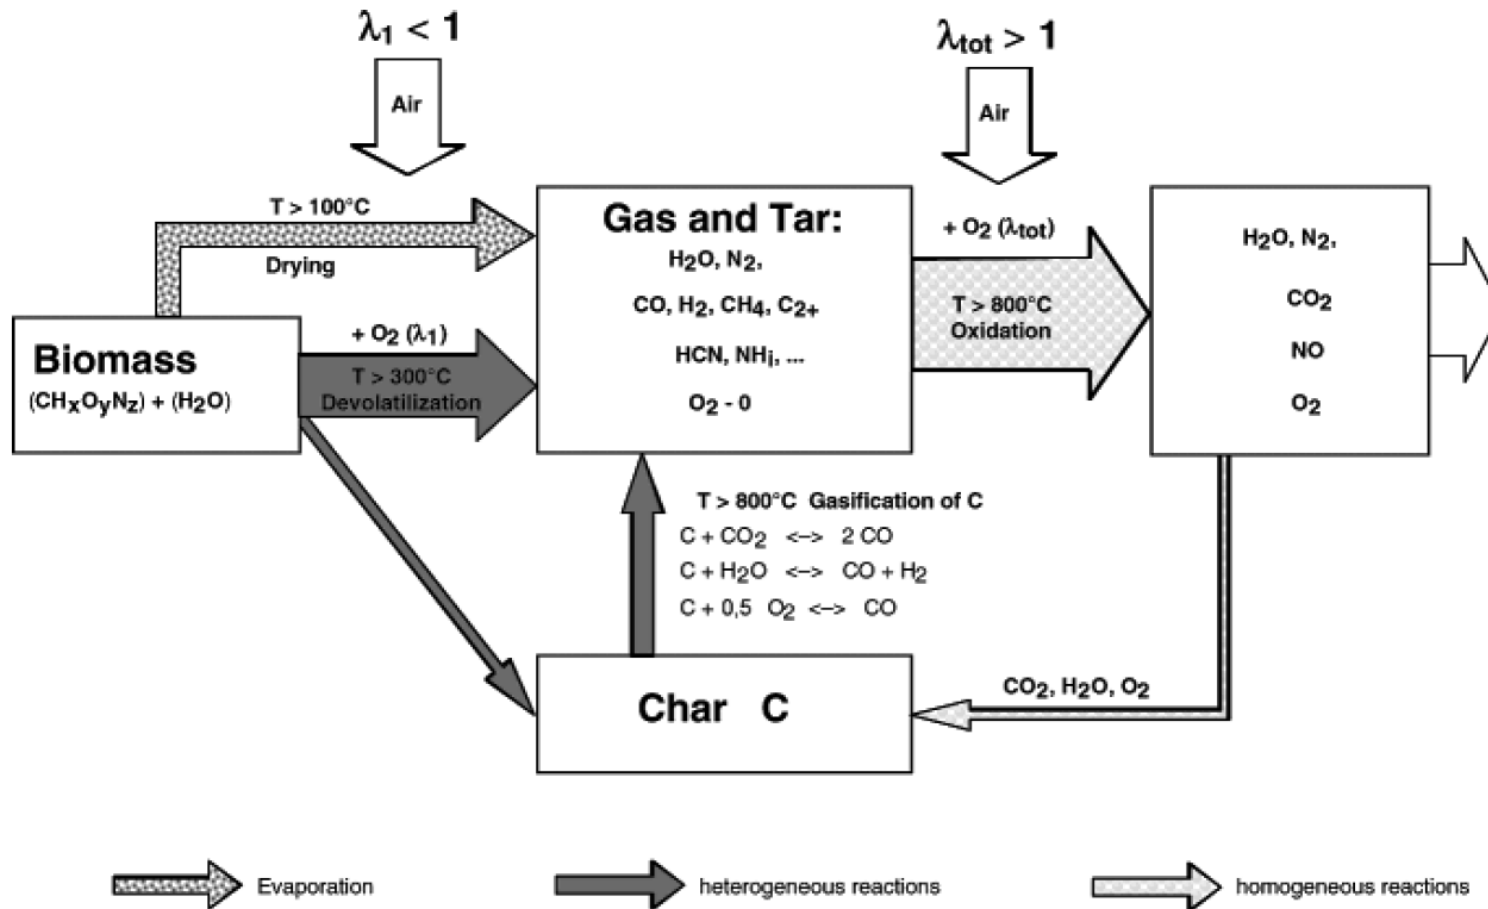 λ1 < 1
λtot > 1
Air
Air
T > 100°C
Drying
Biomass
(CHxOyNz) + (H2O)
+ O2 (λ1)
T > 300°C
Devolatilization
Gas and Tar:
H2O, N2,
CO, H2, CH4, C2+
HCN, NHi, ...
O2 - 0
+ O2 (λtot)
T > 800°C
Oxidation
H2O, N2,
CO2
NO
O2
T > 800°C Gasification of C
C + CO2 <-> 2 CO
C + H2O <-> CO + H2
C + 0,5 O2 <-> CO
Char C
CO2, H2O, O2
Evaporation
heterogeneous reactions
homogeneous reactions